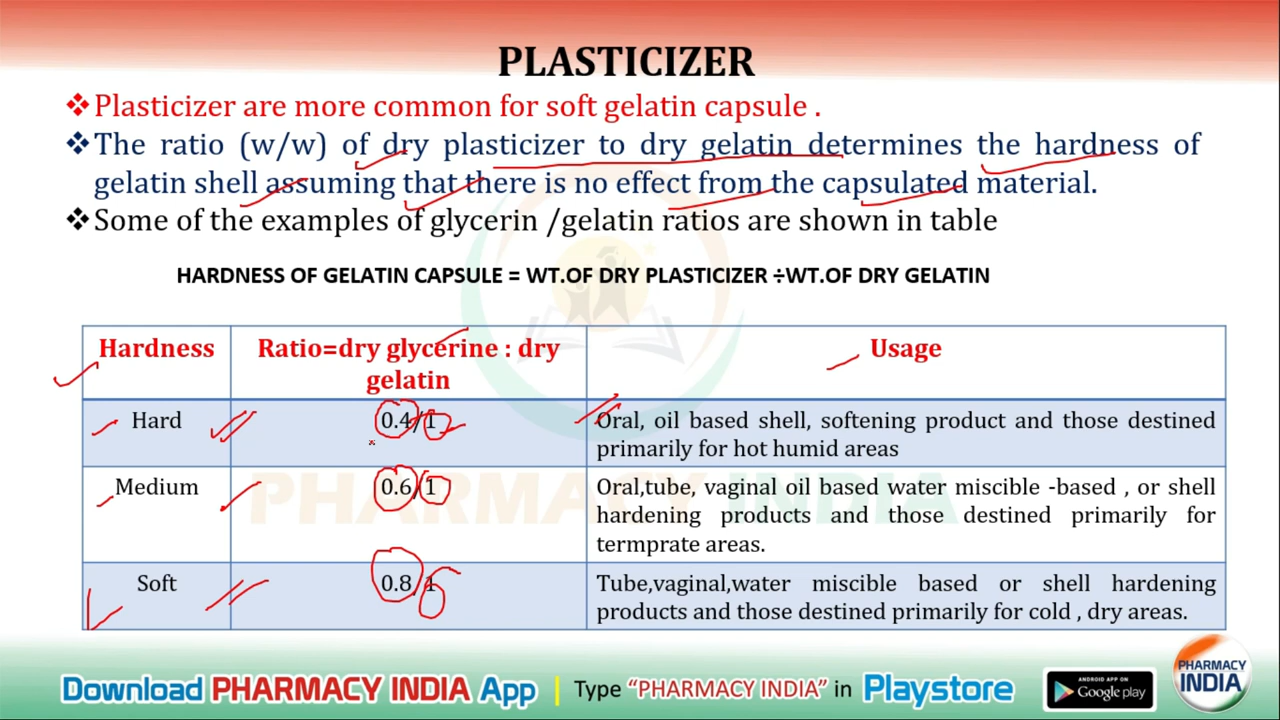 PLASTICIZER
❖Plasticizer are more common for soft gelatin capsule .
❖The ratio (w/w) of dry plasticizer to dry gelatin determines the hardness of
gelatin shell assuming that there is no effect from the capsulated material.
❖Some of the examples of glycerin /gelatin ratios are shown in table
HARDNESS OF GELATIN CAPSULE = WT.OF DRY PLASTICIZER ÷WT.OF DRY GELATIN
Hardness
Ratio=dry glycerine : dry
gelatin
Usage
Hard
0.4/1
Oral, oil based shell, softening product and those destined
primarily for hot humid areas
Medium
0.6/1
Oral,tube, vaginal oil based water miscible -based , or shell
hardening products and those destined primarily for
termprate areas.
Soft
0.8/1
Tube,vaginal,water miscible based or shell hardening
products and those destined primarily for cold , dry areas.
PHARMACY INDIA
Download PHARMACY INDIA App | Type “PHARMACY INDIA” in Playstore
ANDROID APP ON
Google play
PHARMACY
INDIA